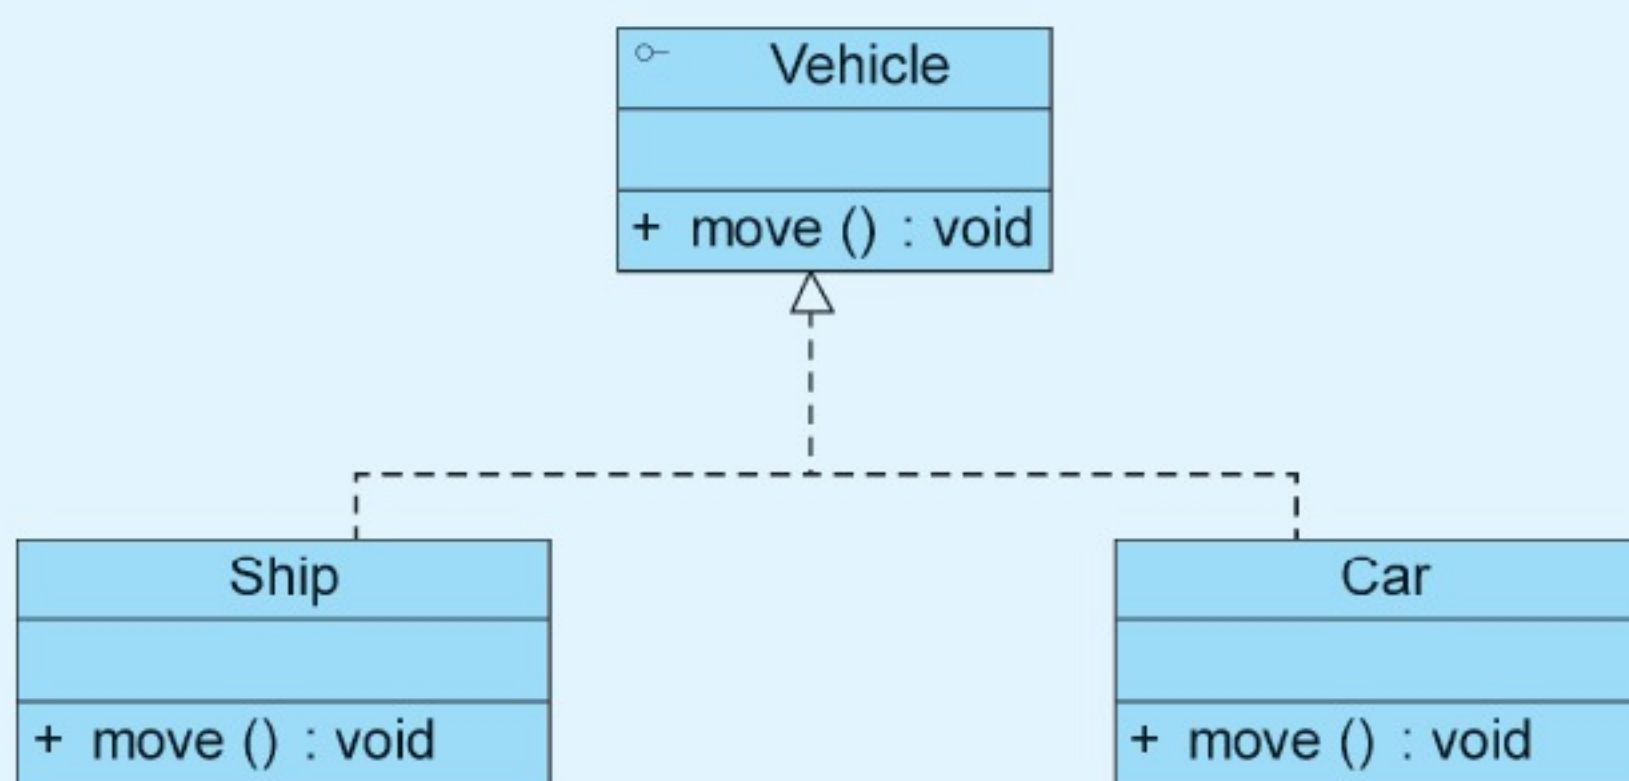 Vehicle
+ move () : void
Ship
+ move () : void
Car
+ move () : void